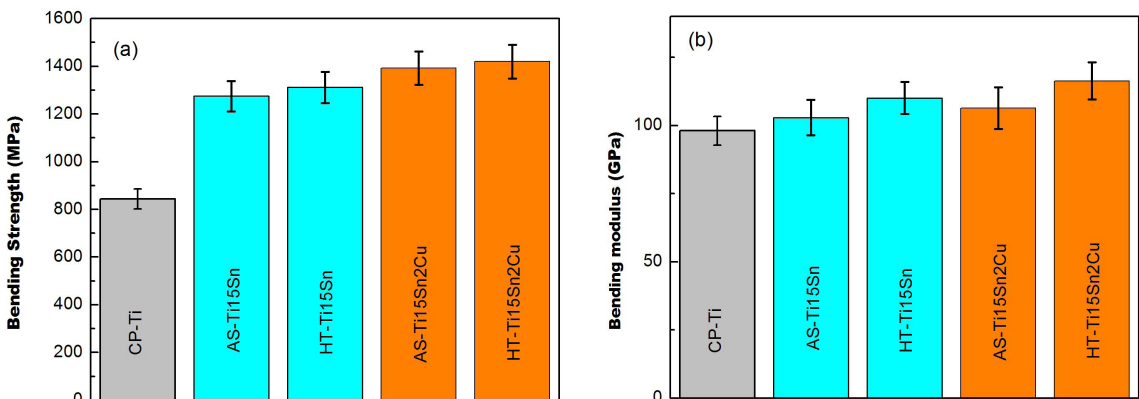 (a)
Bending Strength (MPa)
1600
1400
1200
1000
800
600
400
200
0
CP-Ti
AS-Ti15Sn
HT-Ti15Sn
AS-Ti15Sn2Cu
HT-Ti15Sn2Cu
(b)
Bending modulus (GPa)
100
50
0
CP-Ti
AS-Ti15Sn
HT-Ti15Sn
AS-Ti15Sn2Cu
HT-Ti15Sn2Cu